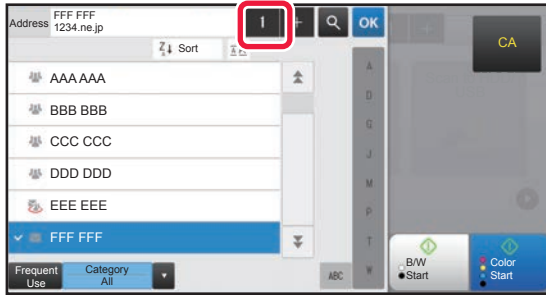 Address
FFF FFF
1234.ne.jp
1
+
OK
CA
Z
Sort
AAA AAA
BBB BBB
CCC CCC
DDD DDD
EEE EEE
FFF FFF
A
D
G
J
M
P
T
W
Frequent
Use
Category
All
ABC
B/W
Start
Color
Start